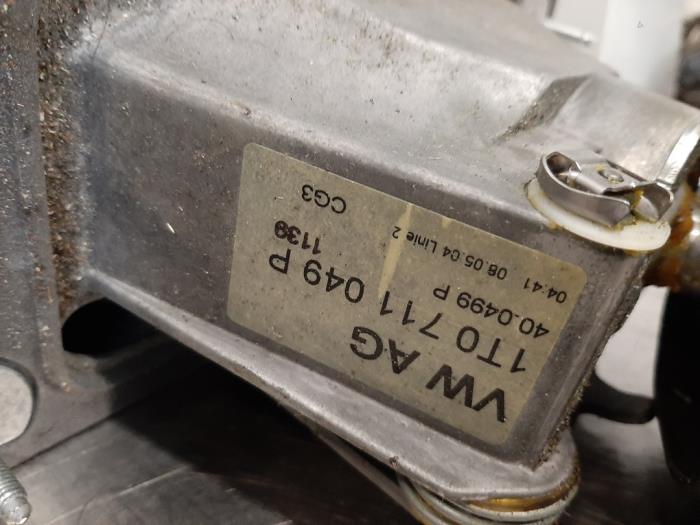 VW AG
1T0 711 049 P
40.0499 P 1139
04:41 08.05.04 Linie 2 CG3